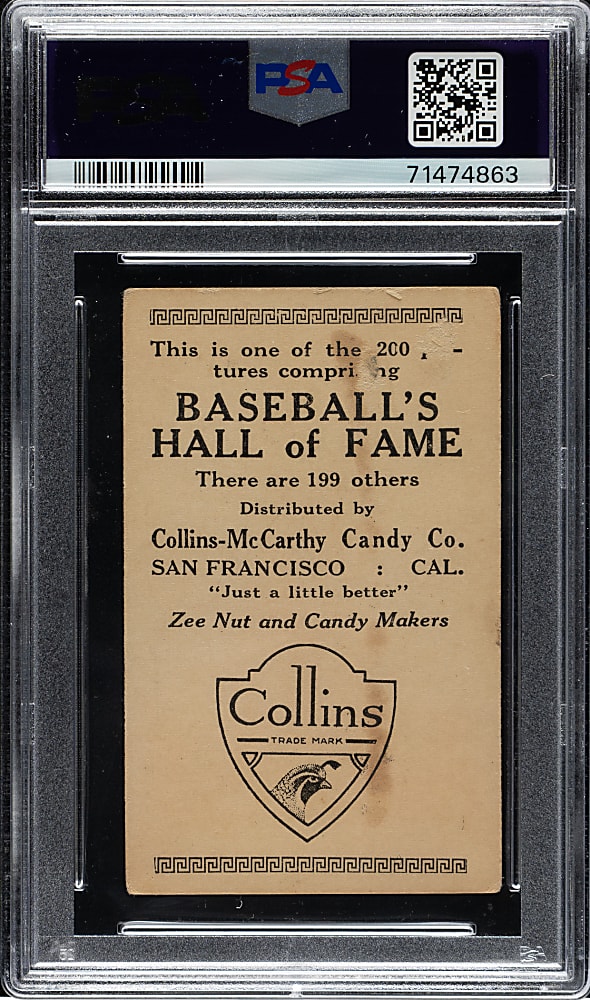 PSA
71474863
This is one of the 200 -
tures
BASEBALL'S
HALL of FAME
There are 199 others
Distributed by
Collins-McCarthy Candy Co.
SAN FRANCISCO : CAL.
"Just a little better"
Zee Nut and Candy Makers
Collins
TRADE MARK